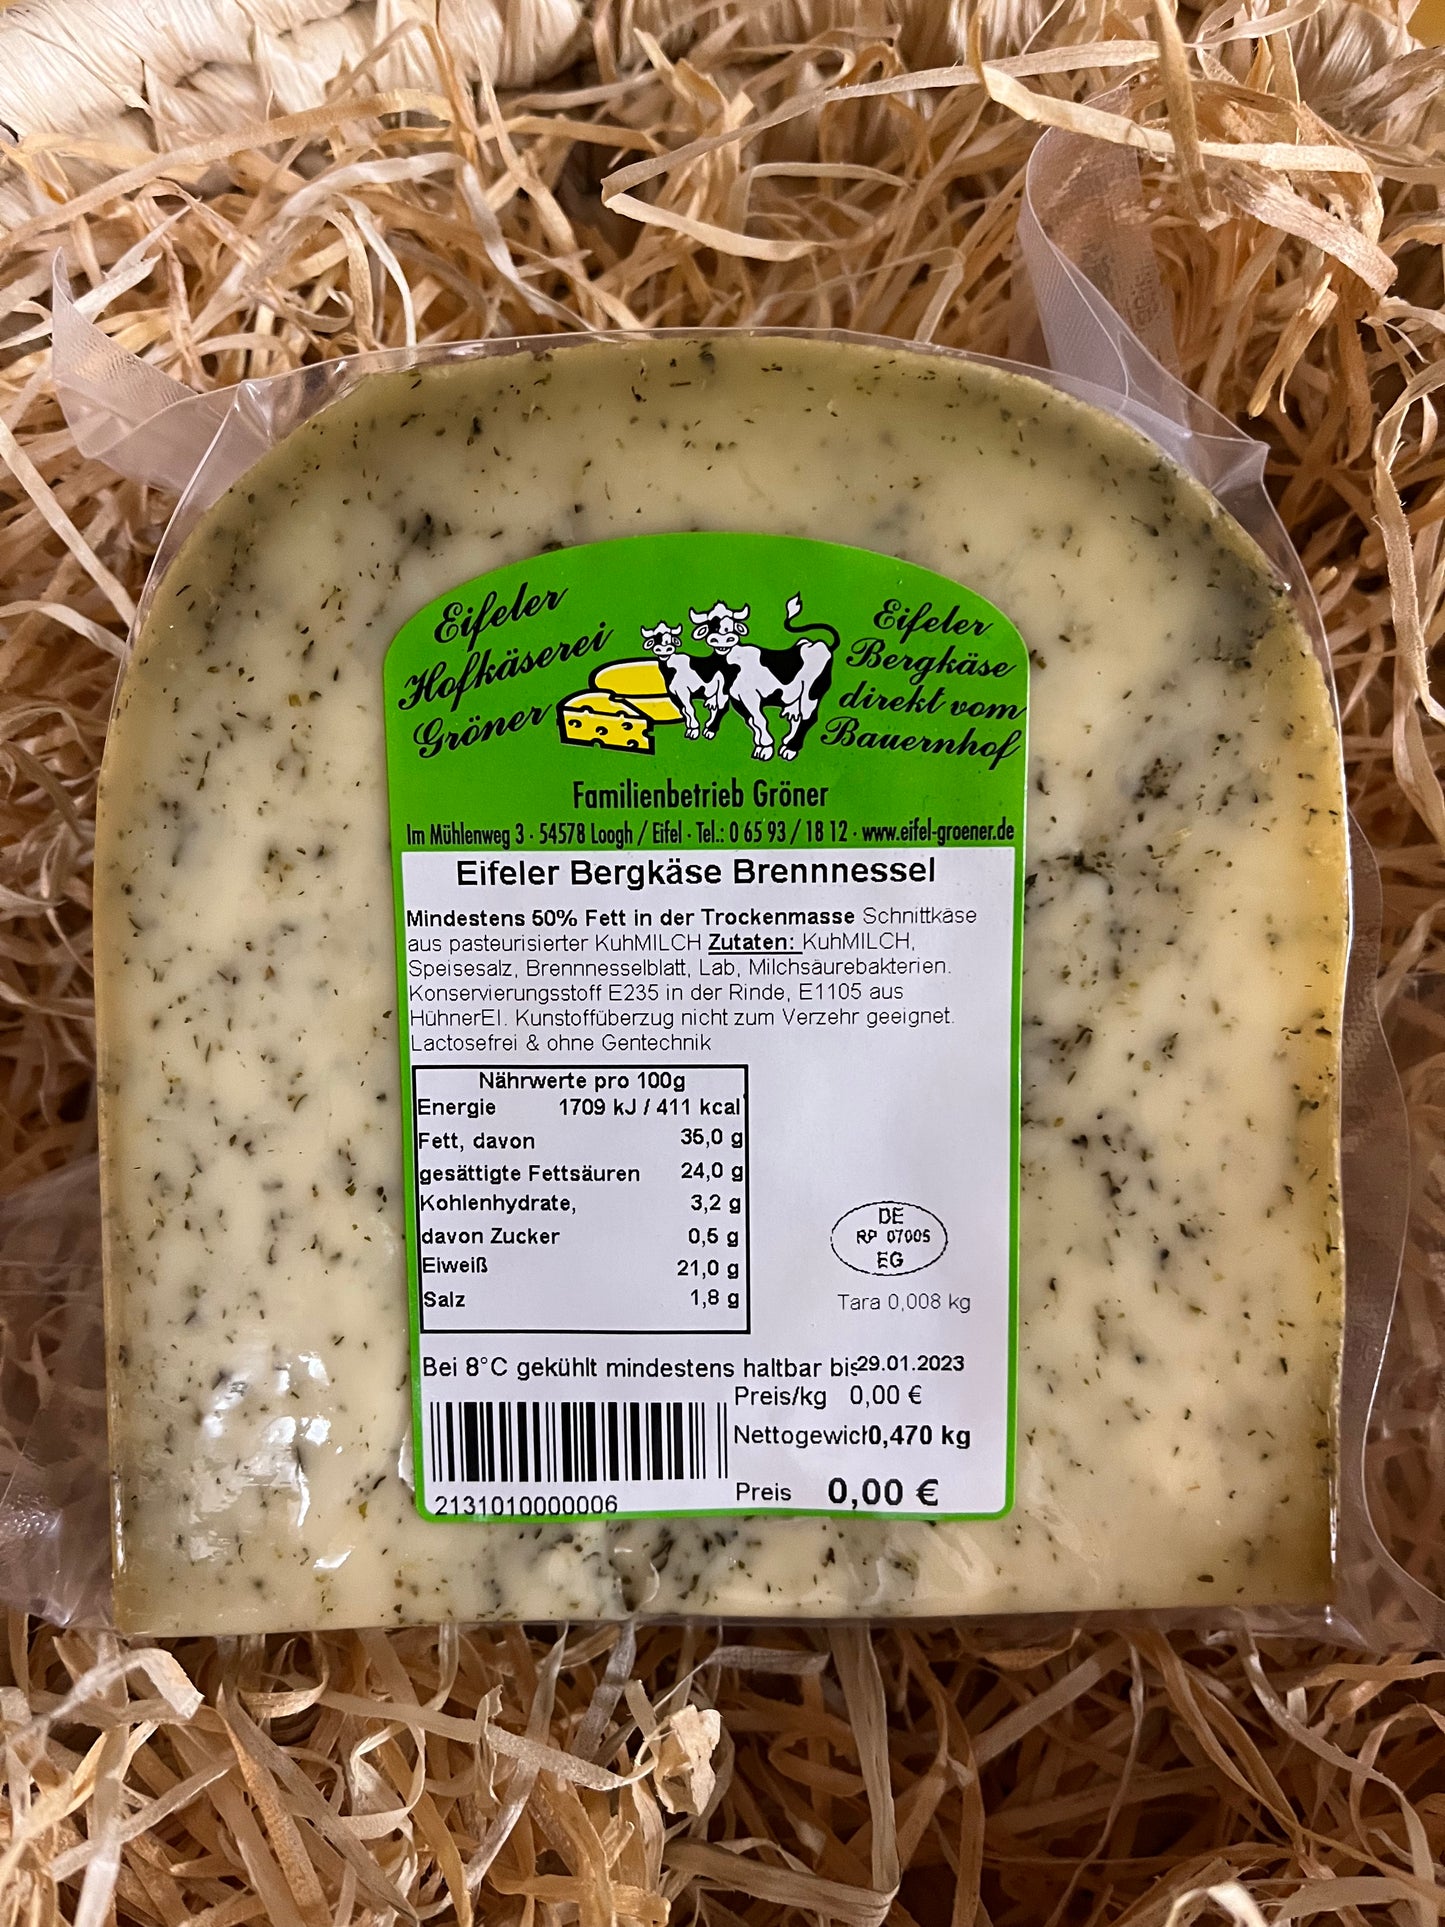 Eifeler
Hofkäserei
Gröner
Eifeler
Bergkäse
direkt vom
Bauernhof
Familienbetrieb Gröner
Im Mühlenweg 3 · 54578 Loogh / Eifel · Tel.: 0 65 93 / 18 12 · www.eifel-groener.de
Eifeler Bergkäse Brennnessel
Mindestens 50% Fett in der Trockenmasse Schnittkäse
aus pasteurisierter KuhMILCH Zutaten: KuhMILCH,
Speisesalz, Brennnesselblatt, Lab, Milchsäurebakterien.
Konservierungsstoff E235 in der Rinde, E1105 aus
HühnerEI. Kunstoffüberzug nicht zum Verzehr geeignet.
Lactosefrei & ohne Gentechnik
Nährwerte pro 100g
Energie 1709 kJ / 411 kcal
Fett, davon 35,0 g
gesättigte Fettsäuren 24,0 g
Kohlenhydrate, 3,2 g
davon Zucker 0,5 g
Eiweiß 21,0 g
Salz 1,8 g
DE
RP 07005
EG
Tara 0,008 kg
Bei 8°C gekühlt mindestens haltbar bis 29.01.2023
Preis/kg 0,00 €
Nettogewicht 0,470 kg
Preis 0,00 €
2131010000006